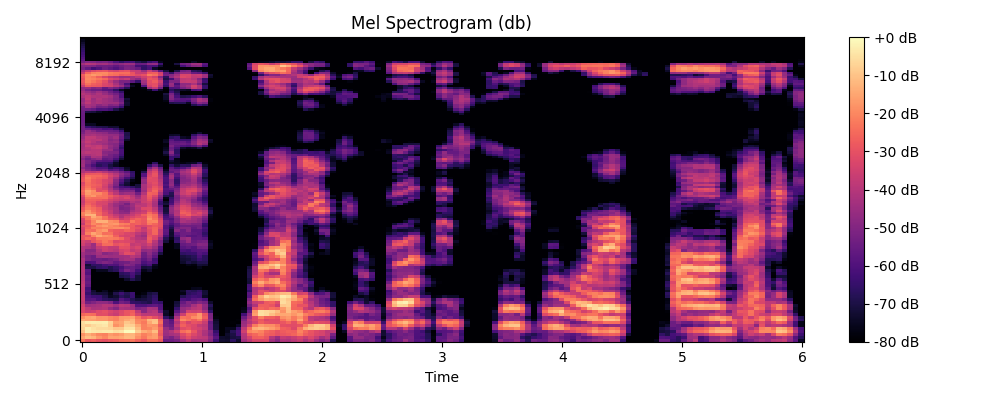 Mel Spectrogram (db)
Hz
8192
4096
2048
1024
512
0
0 1 2 3 4 5 6
Time
+0 dB
-10 dB
-20 dB
-30 dB
-40 dB
-50 dB
-60 dB
-70 dB
-80 dB